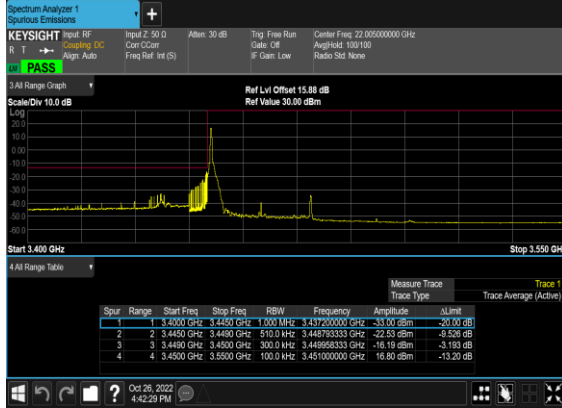 Spectrum Analyzer 1
Spurious Emissions
+
KEYSIGHT Input: RF Input Z: 50 Ω Atten: 30 dB Trig: Free Run Center Freq: 22.005000000 GHz
R T Coupling: DC Corr CCorr Gate: Off Avg|Hold: 100/100
Align: Auto Freq Ref: Int (S) IF Gain: Low Radio Std: None
PASS
3 All Range Graph
Ref Lvl Offset 15.88 dB
Scale/Div 10.0 dB Ref Value 30.00 dBm
Log
20.0
10.0
0.00
-10.0
-20.0
-30.0
-40.0
-50.0
-60.0
Start 3.400 GHz Stop 3.550 GH
4 All Range Table
Measure Trace Trace 1
Trace Type Trace Average (Active)
Spur Range Start Freq Stop Freq RBW Frequency Amplitude ΔLimit
1 1 3.4000 GHz 3.4450 GHz 1.000 MHz 3.437200000 GHz -33.00 dBm -20.00 dB
2 2 3.4450 GHz 3.4490 GHz 510.0 kHz 3.448793333 GHz -22.53 dBm -9.526 dB
3 3 3.4490 GHz 3.4500 GHz 300.0 kHz 3.449958333 GHz -16.19 dBm -3.193 dB
4 4 3.4500 GHz 3.5500 GHz 100.0 kHz 3.451000000 GHz 16.80 dBm -13.20 dB
? Oct 26, 2022
4:42:29 PM